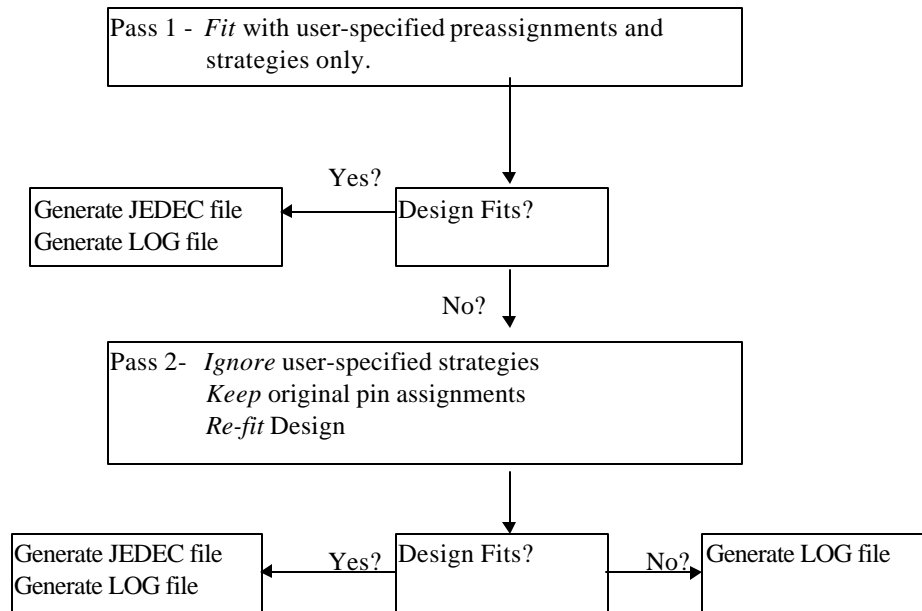 Pass 1 - Fit with user-specified preassignments and
strategies only.
Yes?
Generate JEDEC file
Generate LOG file
Design Fits?
No?
Pass 2- Ignore user-specified strategies
Keep original pin assignments
Re-fit Design
Generate JEDEC file
Generate LOG file
Yes?
Design Fits?
No?
Generate LOG file